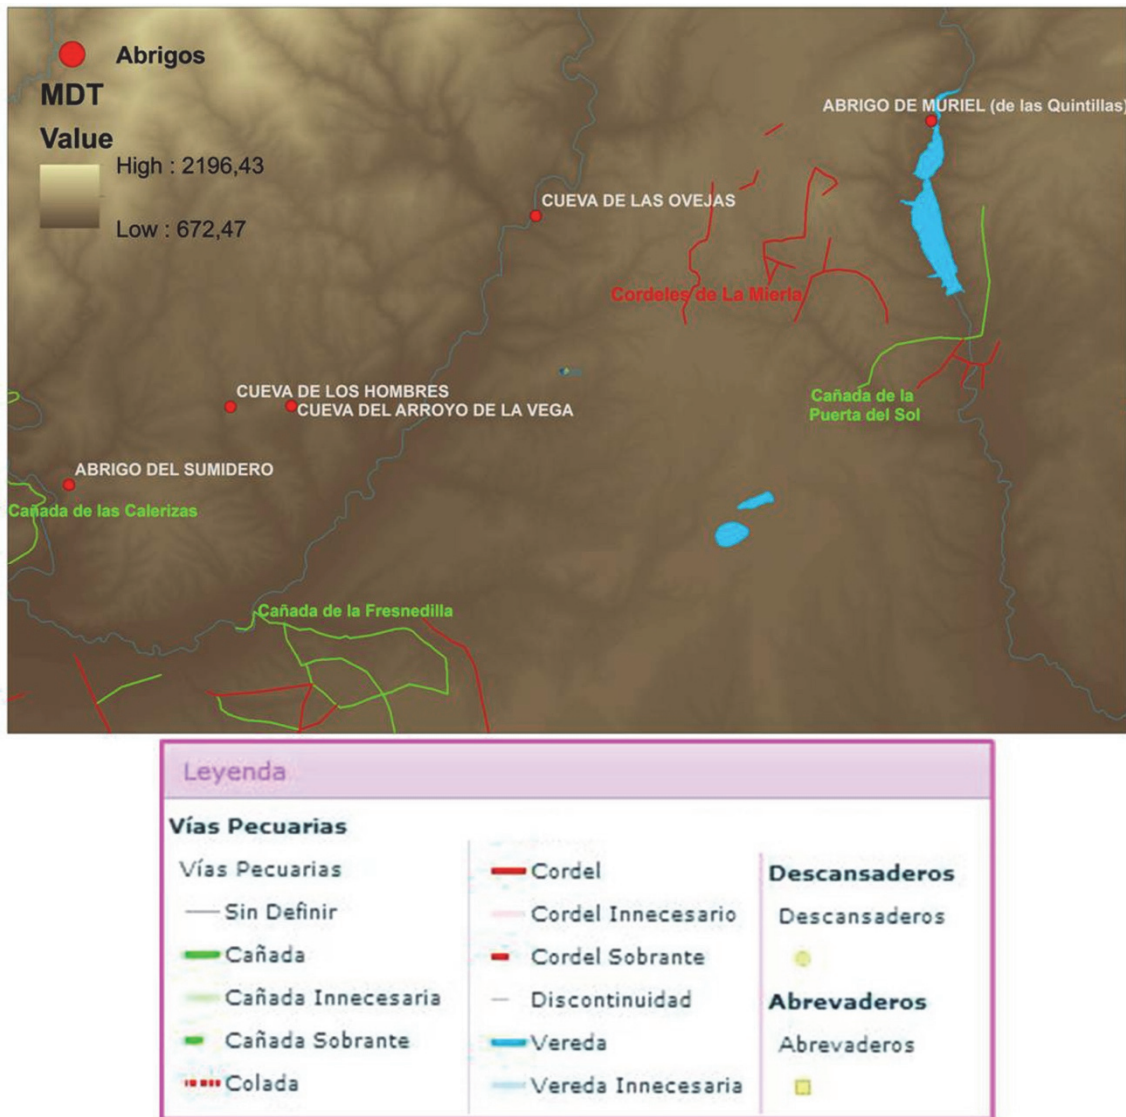 Abrigos
MDT
Value
High : 2196,43
Low : 672,47
ABRIGO DE MURIEL (de las Quintillas)
CUEVA DE LAS OVEJAS
Cordeles de La Mierla
CUEVA DE LOS HOMBRES
CUEVA DEL ARROYO DE LA VEGA
Cañada de la
Puerta del Sol
ABRIGO DEL SUMIDERO
Cañada de las Calerizas
Cañada de la Fresnedilla
Leyenda
Vías Pecuarias
Vías Pecuarias
Sin Definir
Cañada
Cañada Innecesaria
Cañada Sobrante
Colada
Cordel
Cordel Innecesario
Cordel Sobrante
Discontinuidad
Vereda
Vereda Innecesaria
Descansaderos
Descansaderos
Abrevaderos
Abrevaderos